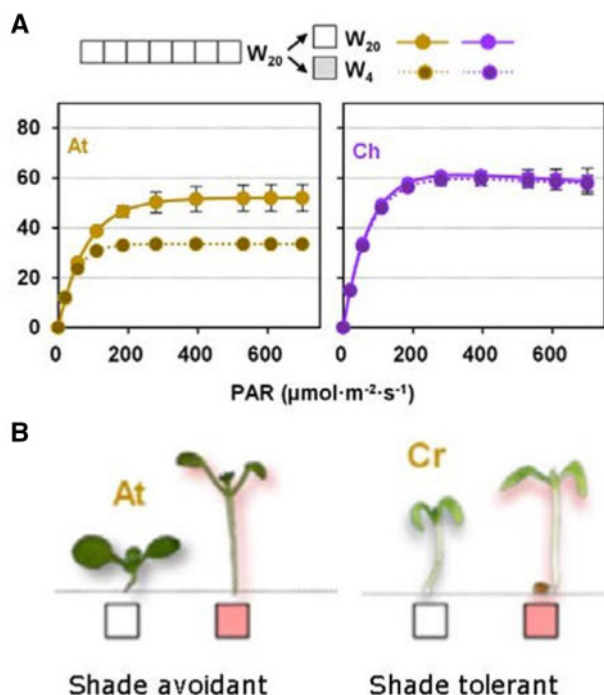 A
W₂₀ W₂₀
W₄
At Ch
80
60
40
20
0
0 200 400 600 0 200 400 600
PAR (µmol·m⁻²·s⁻¹)
B
At Cr
Shade avoidant Shade tolerant